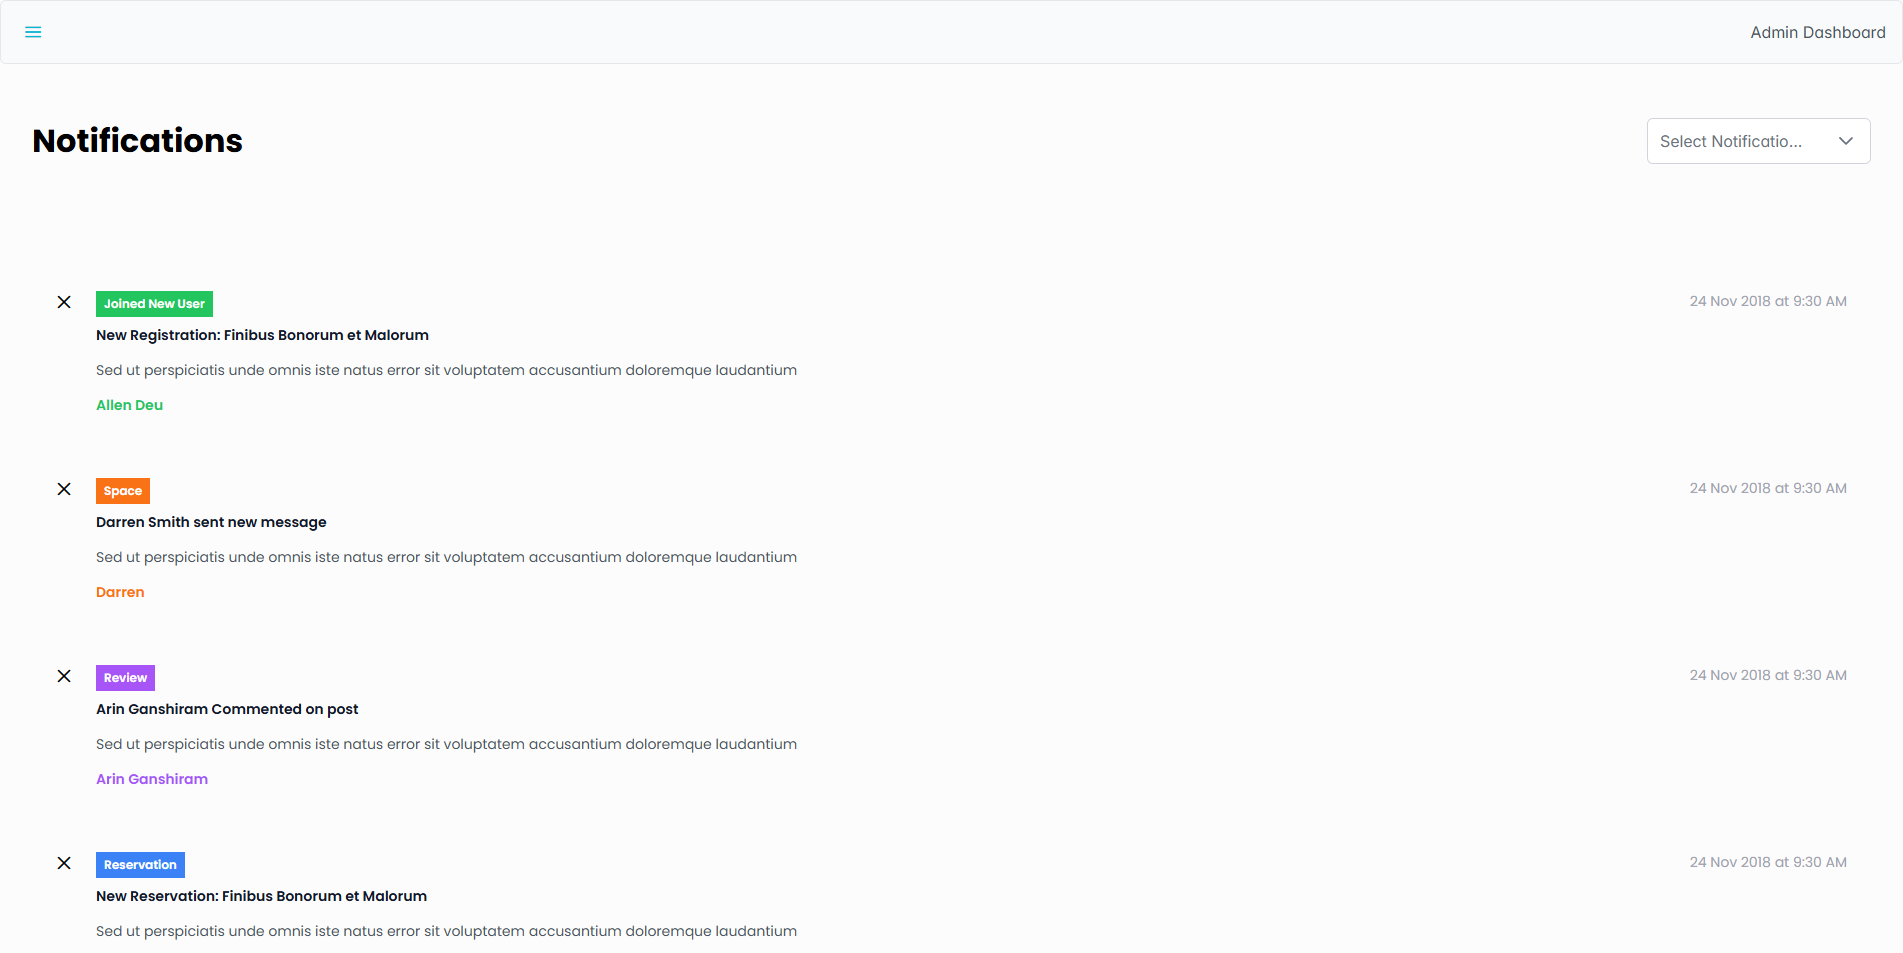 Admin Dashboard
Notifications
Select Notificatio...
Joined New User
24 Nov 2018 at 9:30 AM
New Registration: Finibus Bonorum et Malorum
Sed ut perspiciatis unde omnis iste natus error sit voluptatem accusantium doloremque laudantium
Allen Deu
Space
24 Nov 2018 at 9:30 AM
Darren Smith sent new message
Sed ut perspiciatis unde omnis iste natus error sit voluptatem accusantium doloremque laudantium
Darren
Review
24 Nov 2018 at 9:30 AM
Arin Ganshiram Commented on post
Sed ut perspiciatis unde omnis iste natus error sit voluptatem accusantium doloremque laudantium
Arin Ganshiram
Reservation
24 Nov 2018 at 9:30 AM
New Reservation: Finibus Bonorum et Malorum
Sed ut perspiciatis unde omnis iste natus error sit voluptatem accusantium doloremque laudantium